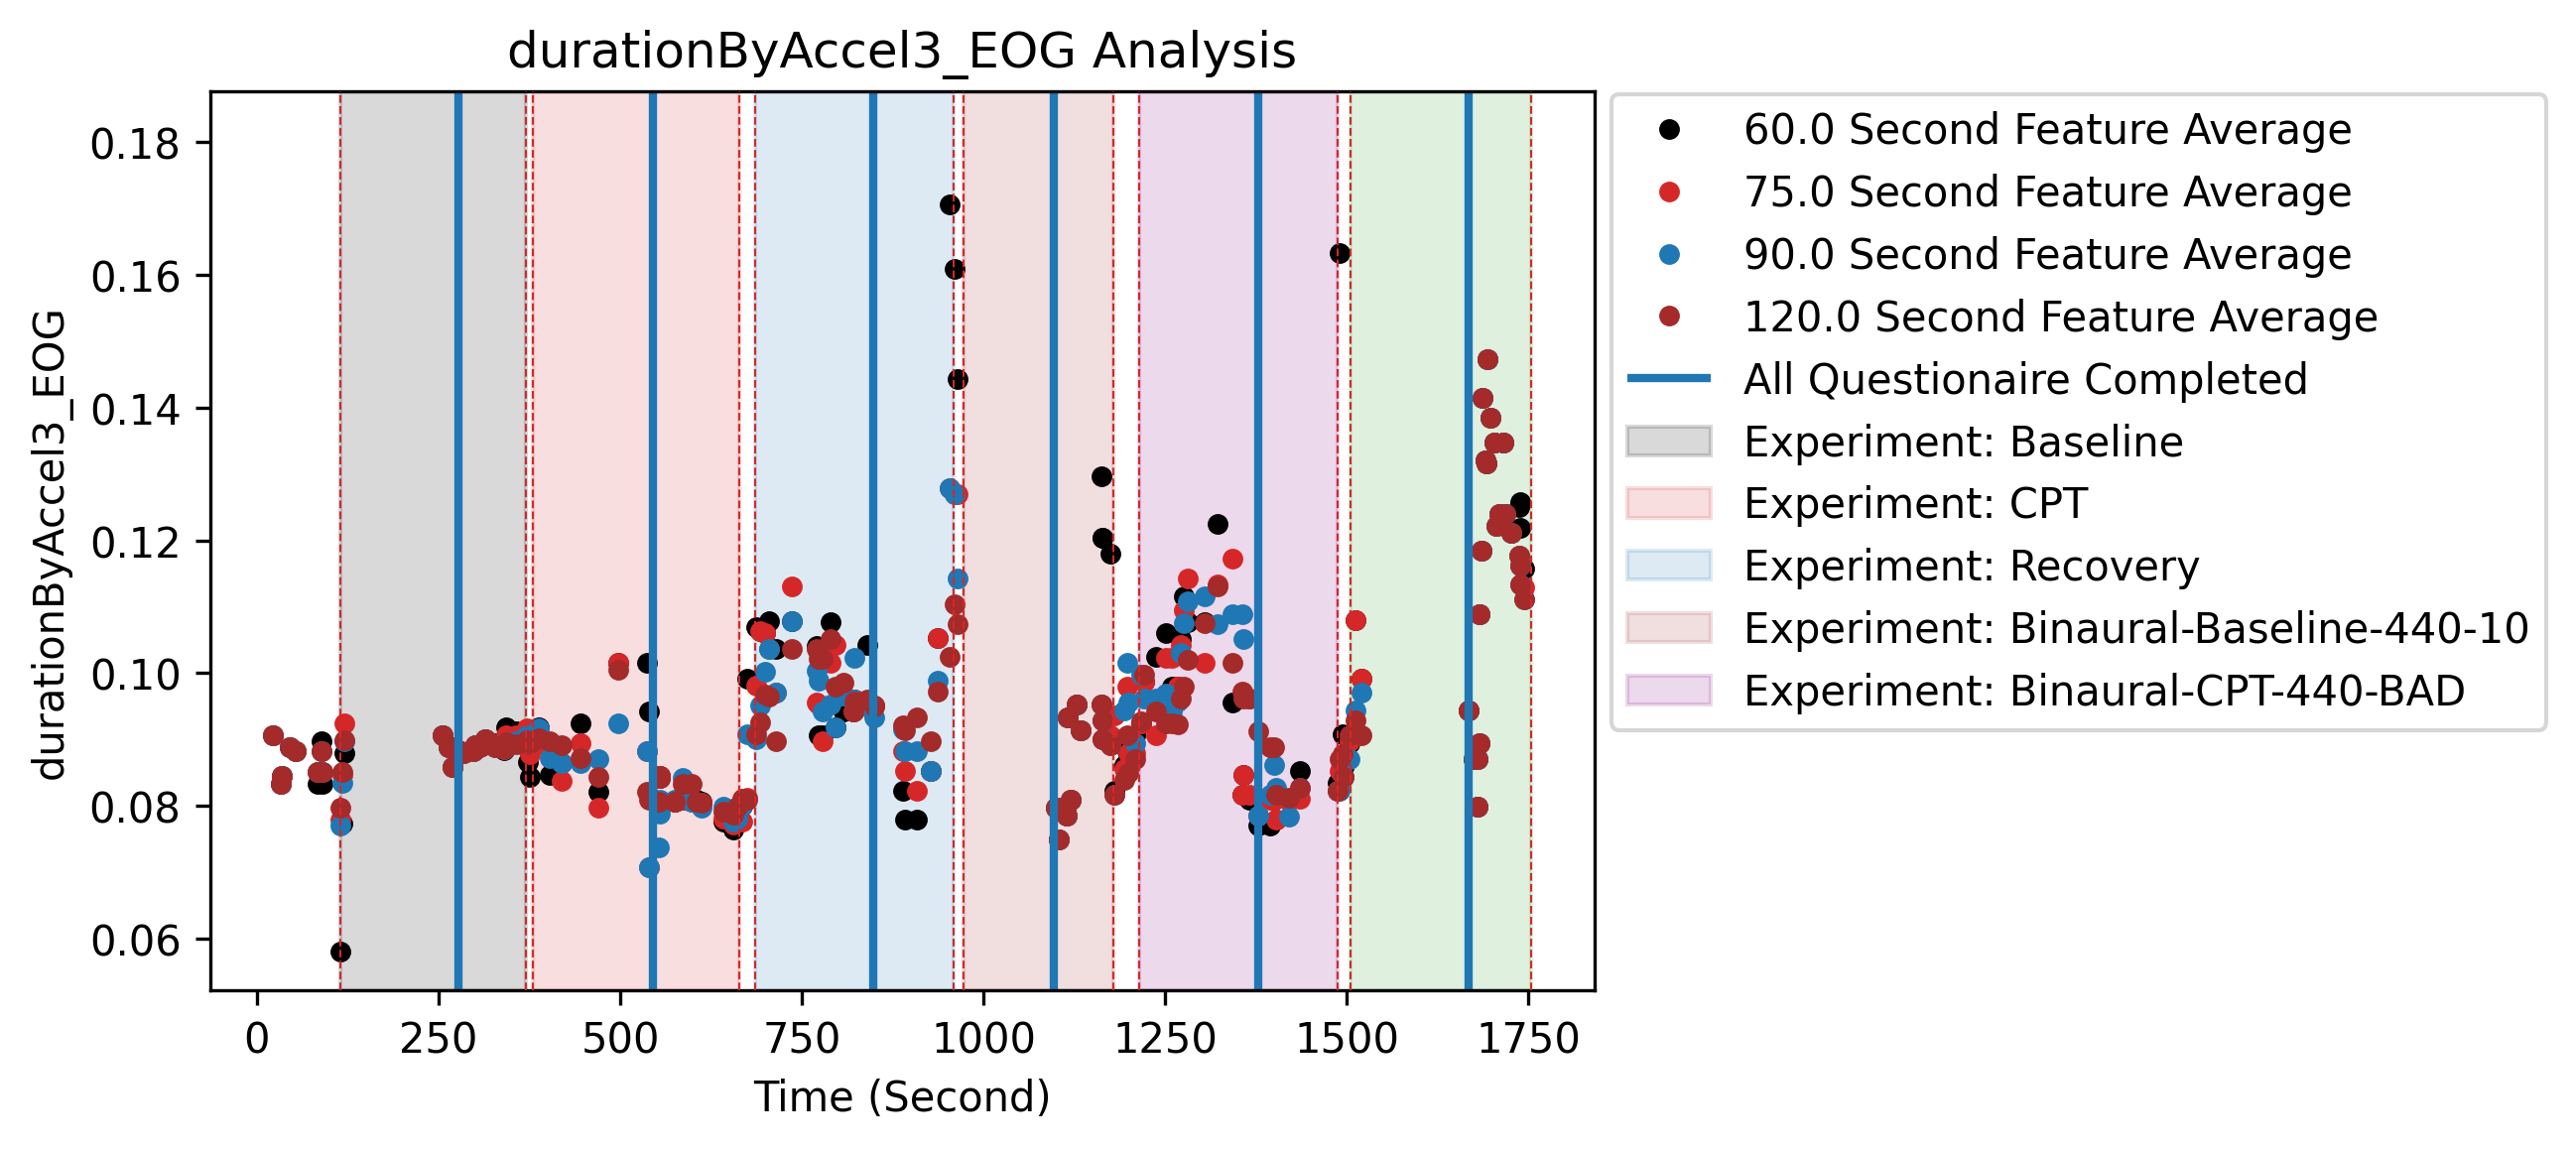 durationByAccel3_EOG Analysis
durationByAccel3_EOG
0.18
0.16
0.14
0.12
0.10
0.08
0.06
0 250 500 750 1000 1250 1500 1750
Time (Second)
60.0 Second Feature Average
75.0 Second Feature Average
90.0 Second Feature Average
120.0 Second Feature Average
All Questionaire Completed
Experiment: Baseline
Experiment: CPT
Experiment: Recovery
Experiment: Binaural-Baseline-440-10
Experiment: Binaural-CPT-440-BAD